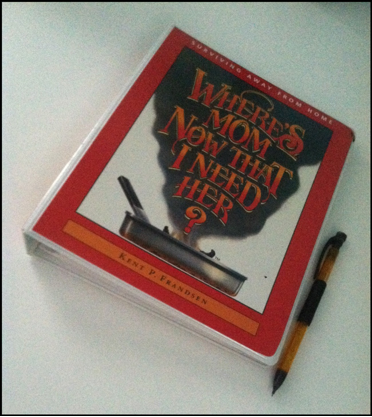 SURVIVING AWAY FROM HOME
WHERE'S
MOM
NOW THAT
I NEED
HER
?
KENT P. FRANDSEN